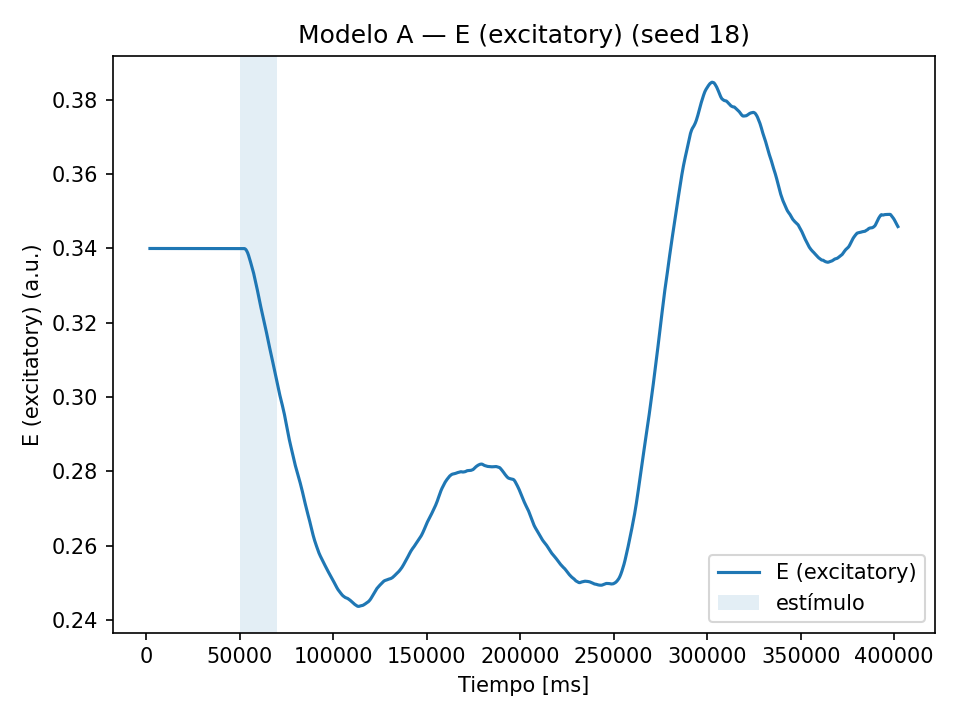 Modelo A — E (excitatory) (seed 18)
E (excitatory) (a.u.)
0.38
0.36
0.34
0.32
0.30
0.28
0.26
0.24
E (excitatory)
estímulo
0 50000 100000 150000 200000 250000 300000 350000 400000
Tiempo [ms]